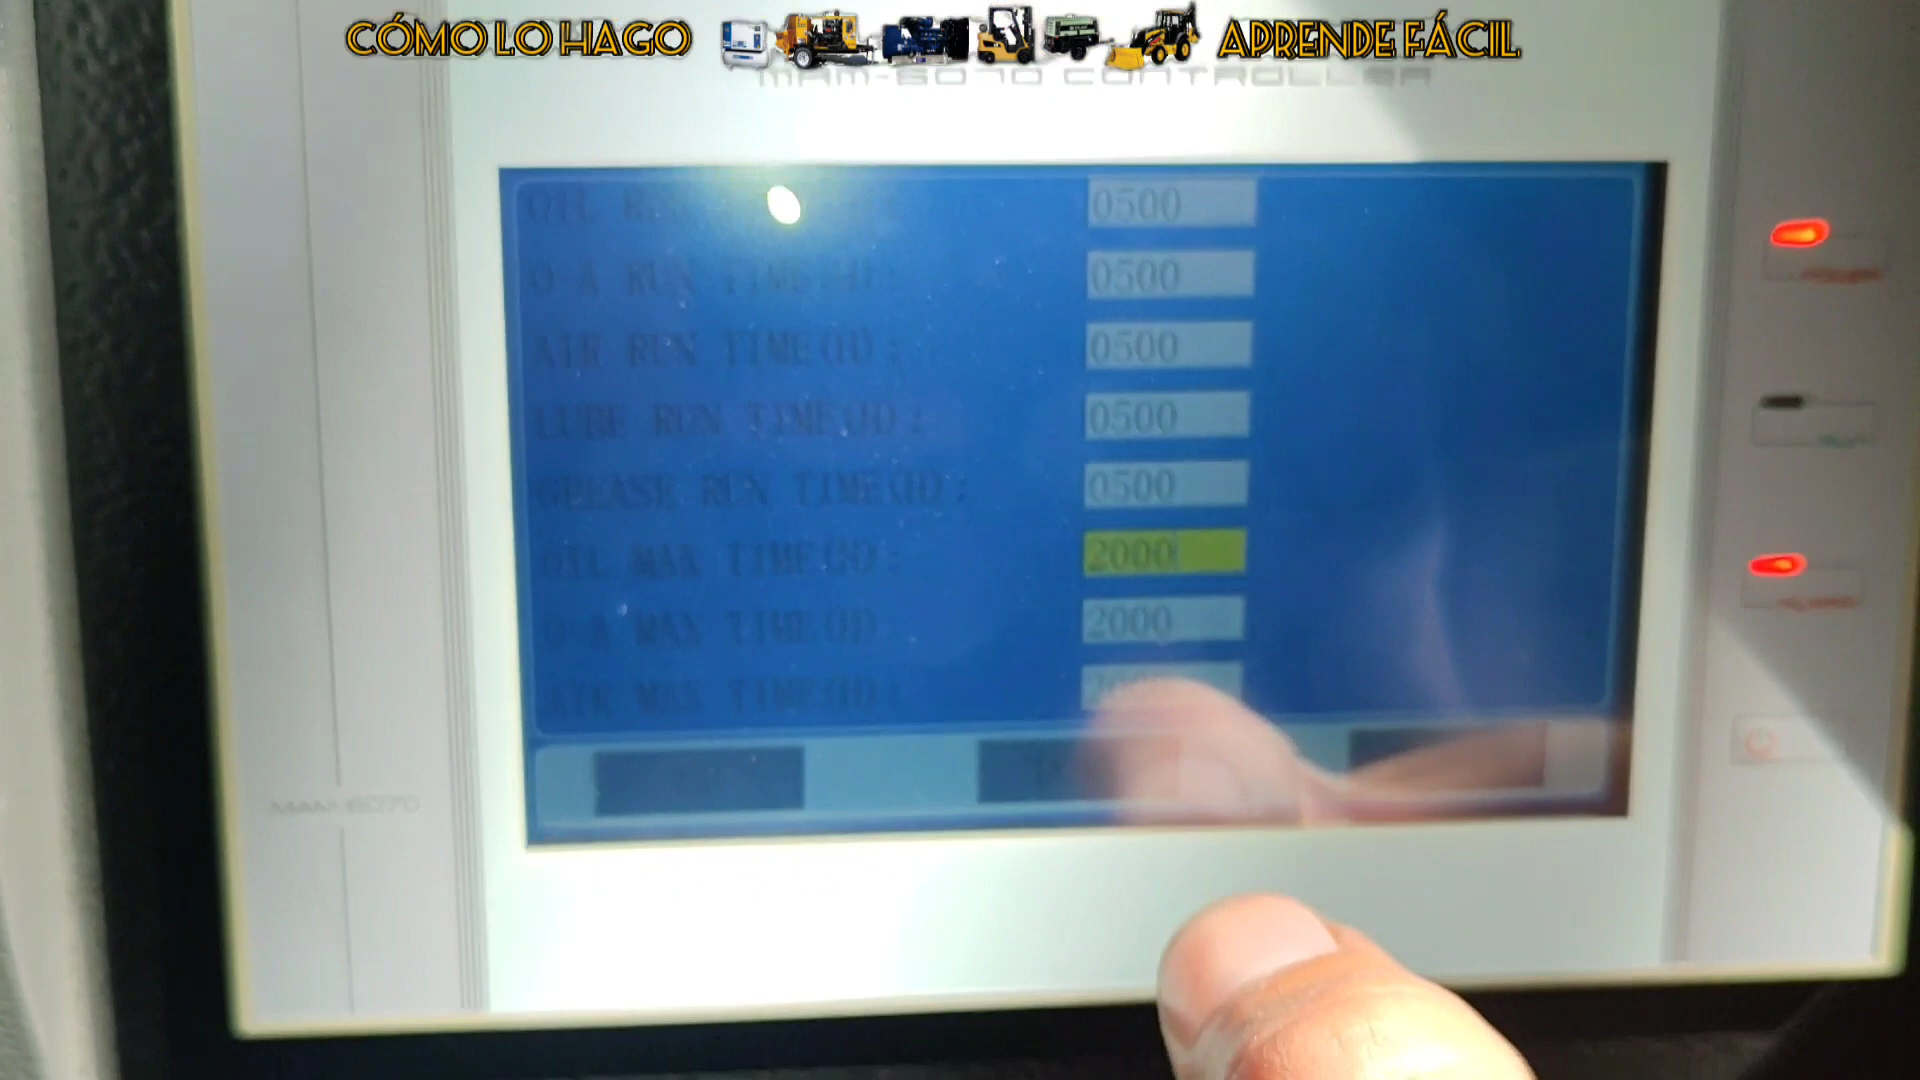 CÓMO LO HAGO APRENDE FÁCIL
MAM-6070 CONTROLLER
OIL 0500
O-A RUN TIME(H): 0500
AIR RUN TIME(H): 0500
LUBE RUN TIME(H): 0500
GREASE RUN TIME(H): 0500
OIL MAX TIME(H): 2000
O-A MAX TIME(H): 2000
AIR MAX TIME(H):
MAM-6070